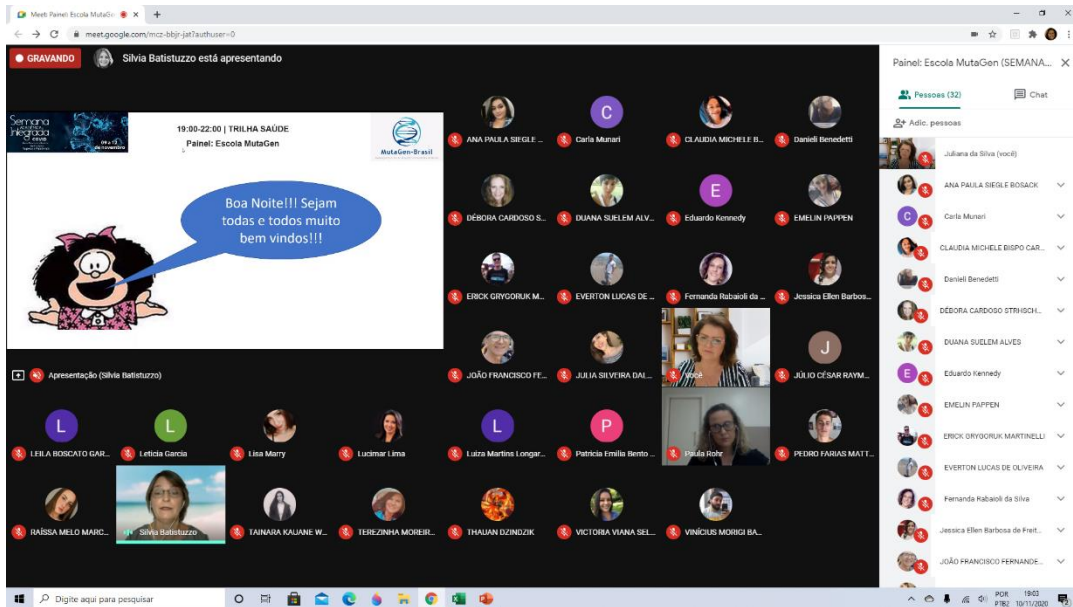 Meet: Painel: Escola MutaGe
meet.google.com/mcz-bbjr-jat?authuser=0
GRAVANDO
Silvia Batistuzzo está apresentando
Semana
Integrada
09 a 12
de novembro
19:00-22:00 | TRILHA SAÚDE
Painel: Escola MutaGen
MutaGen-Brasil
Boa Noite!!! Sejam
todas e todos muito
bem vindos!!!
Apresentação (Silvia Batistuzzo)
ANA PAULA SIEGLE ...
C
Carla Munari
CLAUDIA MICHELE B...
Danieli Benedetti
DÉBORA CARDOSO S...
DUANA SUELEM ALV...
E
Eduardo Kennedy
EMELIN PAPPEN
ERICK GRYGORUK M...
EVERTON LUCAS DE ...
Fernanda Rabaioli da ...
Jessica Ellen Barbos...
JOÃO FRANCISCO FE...
JULIA SILVEIRA DAL...
Você
J
JÚLIO CÉSAR RAYM...
L
LEILA BOSCATO GAR...
L
Leticia Garcia
Lisa Marry
Lucimar Lima
L
Luiza Martins Longar...
P
Patricia Emilia Bento ...
Paula Rohr
PEDRO FARIAS MATT...
RAÍSSA MELO MARC...
Silvia Batistuzzo
TAINARA KAUANE W...
TEREZINHA MOREIR...
THAUAN DZINDZIK
VICTORIA VIANA SEL...
VINÍCIUS MORIGI BA...
Painel: Escola MutaGen (SEMANA...
Pessoas (32)
Chat
Adic. pessoas
Juliana da Silva (você)
ANA PAULA SIEGLE BOSACK
C
Carla Munari
CLAUDIA MICHELE BISPO CAR...
Danieli Benedetti
DÉBORA CARDOSO STRHSCH...
DUANA SUELEM ALVES
E
Eduardo Kennedy
EMELIN PAPPEN
ERICK GRYGORUK MARTINELLI
EVERTON LUCAS DE OLIVEIRA
Fernanda Rabaioli da Silva
Jessica Ellen Barbosa de Freit...
JOÃO FRANCISCO FERNANDE...
Digite aqui para pesquisar
POR
PTB2
19:03
10/11/2020